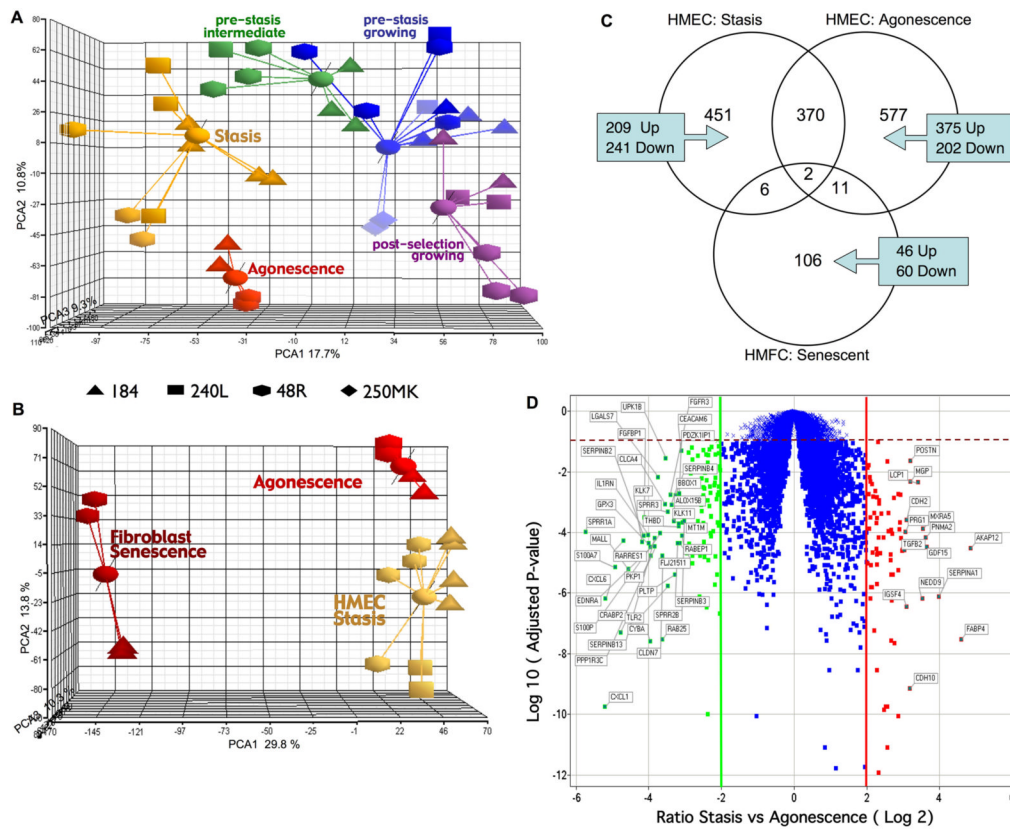 A
pre-stasis
intermediate
pre-stasis
growing
Stasis
Agonescence
post-selection
growing
80
62
44
26
8
-10
-27
-45
-63
-81
-100
PCA2 10.8%
PCA3 9.3%
-97
-75
-53
-31
-10
12
34
56
78
100
PCA1 17.7%
184
240L
48R
250MK
B
Agonescence
Fibroblast
Senescence
HMEC
Stasis
90
71
52
33
14
-4
-23
-42
-61
-80
PCA2 13.8 %
-145
-121
-97
-73
-50
-26
-2
22
46
70
PCA1 29.8 %
C
HMEC: Stasis
HMEC: Agonescence
451
370
577
209 Up
241 Down
375 Up
202 Down
2
6
11
106
46 Up
60 Down
HMFC: Senescent
D
0
-2
-4
-6
-8
-10
-12
Log 10 ( Adjusted P-value)
FGFR3
UPK1B
CEACAM6
LGALS7
PDZK1IP1
FGFBP1
SERPINB2
SERPINB4
CLCA4
BBOX1
IL1RN
KLK7
ALOX15B
GPX3
SPRR3
KLK11
SPRR1A
THBD
MT1M
MALL
RABEP1
S100A7
RARRES1
FLJ21511
CXCL6
PKP1
PLTP
EDNRA
SERPINB3
S100P
CRABP2
TLR2
SPRR2B
SERPINB13
CYBA
RAB25
PPP1R3C
CLDN7
CXCL1
POSTN
LCP1
MGP
CDH2
MXRA5
PRG1
PNMA2
AKAP12
TGFB2
GDF15
NEDD9
SERPINA1
IGSF4
FABP4
CDH10
-6
-4
-2
0
2
4
6
Ratio Stasis vs Agonescence ( Log 2)